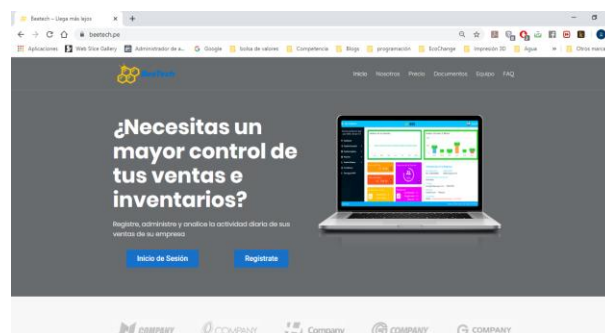 Beetech – Llega más lejos
beetech.pe
Aplicaciones Web Slice Gallery Administrador de a... Google bolsa de valores Competencia Blogs programación EcoChange Impresión 3D Agua » Otros marca
BeeTech
Inicio Nosotros Precio Documentos Equipo FAQ
¿Necesitas un
mayor control de
tus ventas e
inventarios?
Registre, administre y analice la actividad diaria de sus
ventas de su empresa
Inicio de Sesión Registrate
COMPANY COMPANY Company COMPANY COMPANY